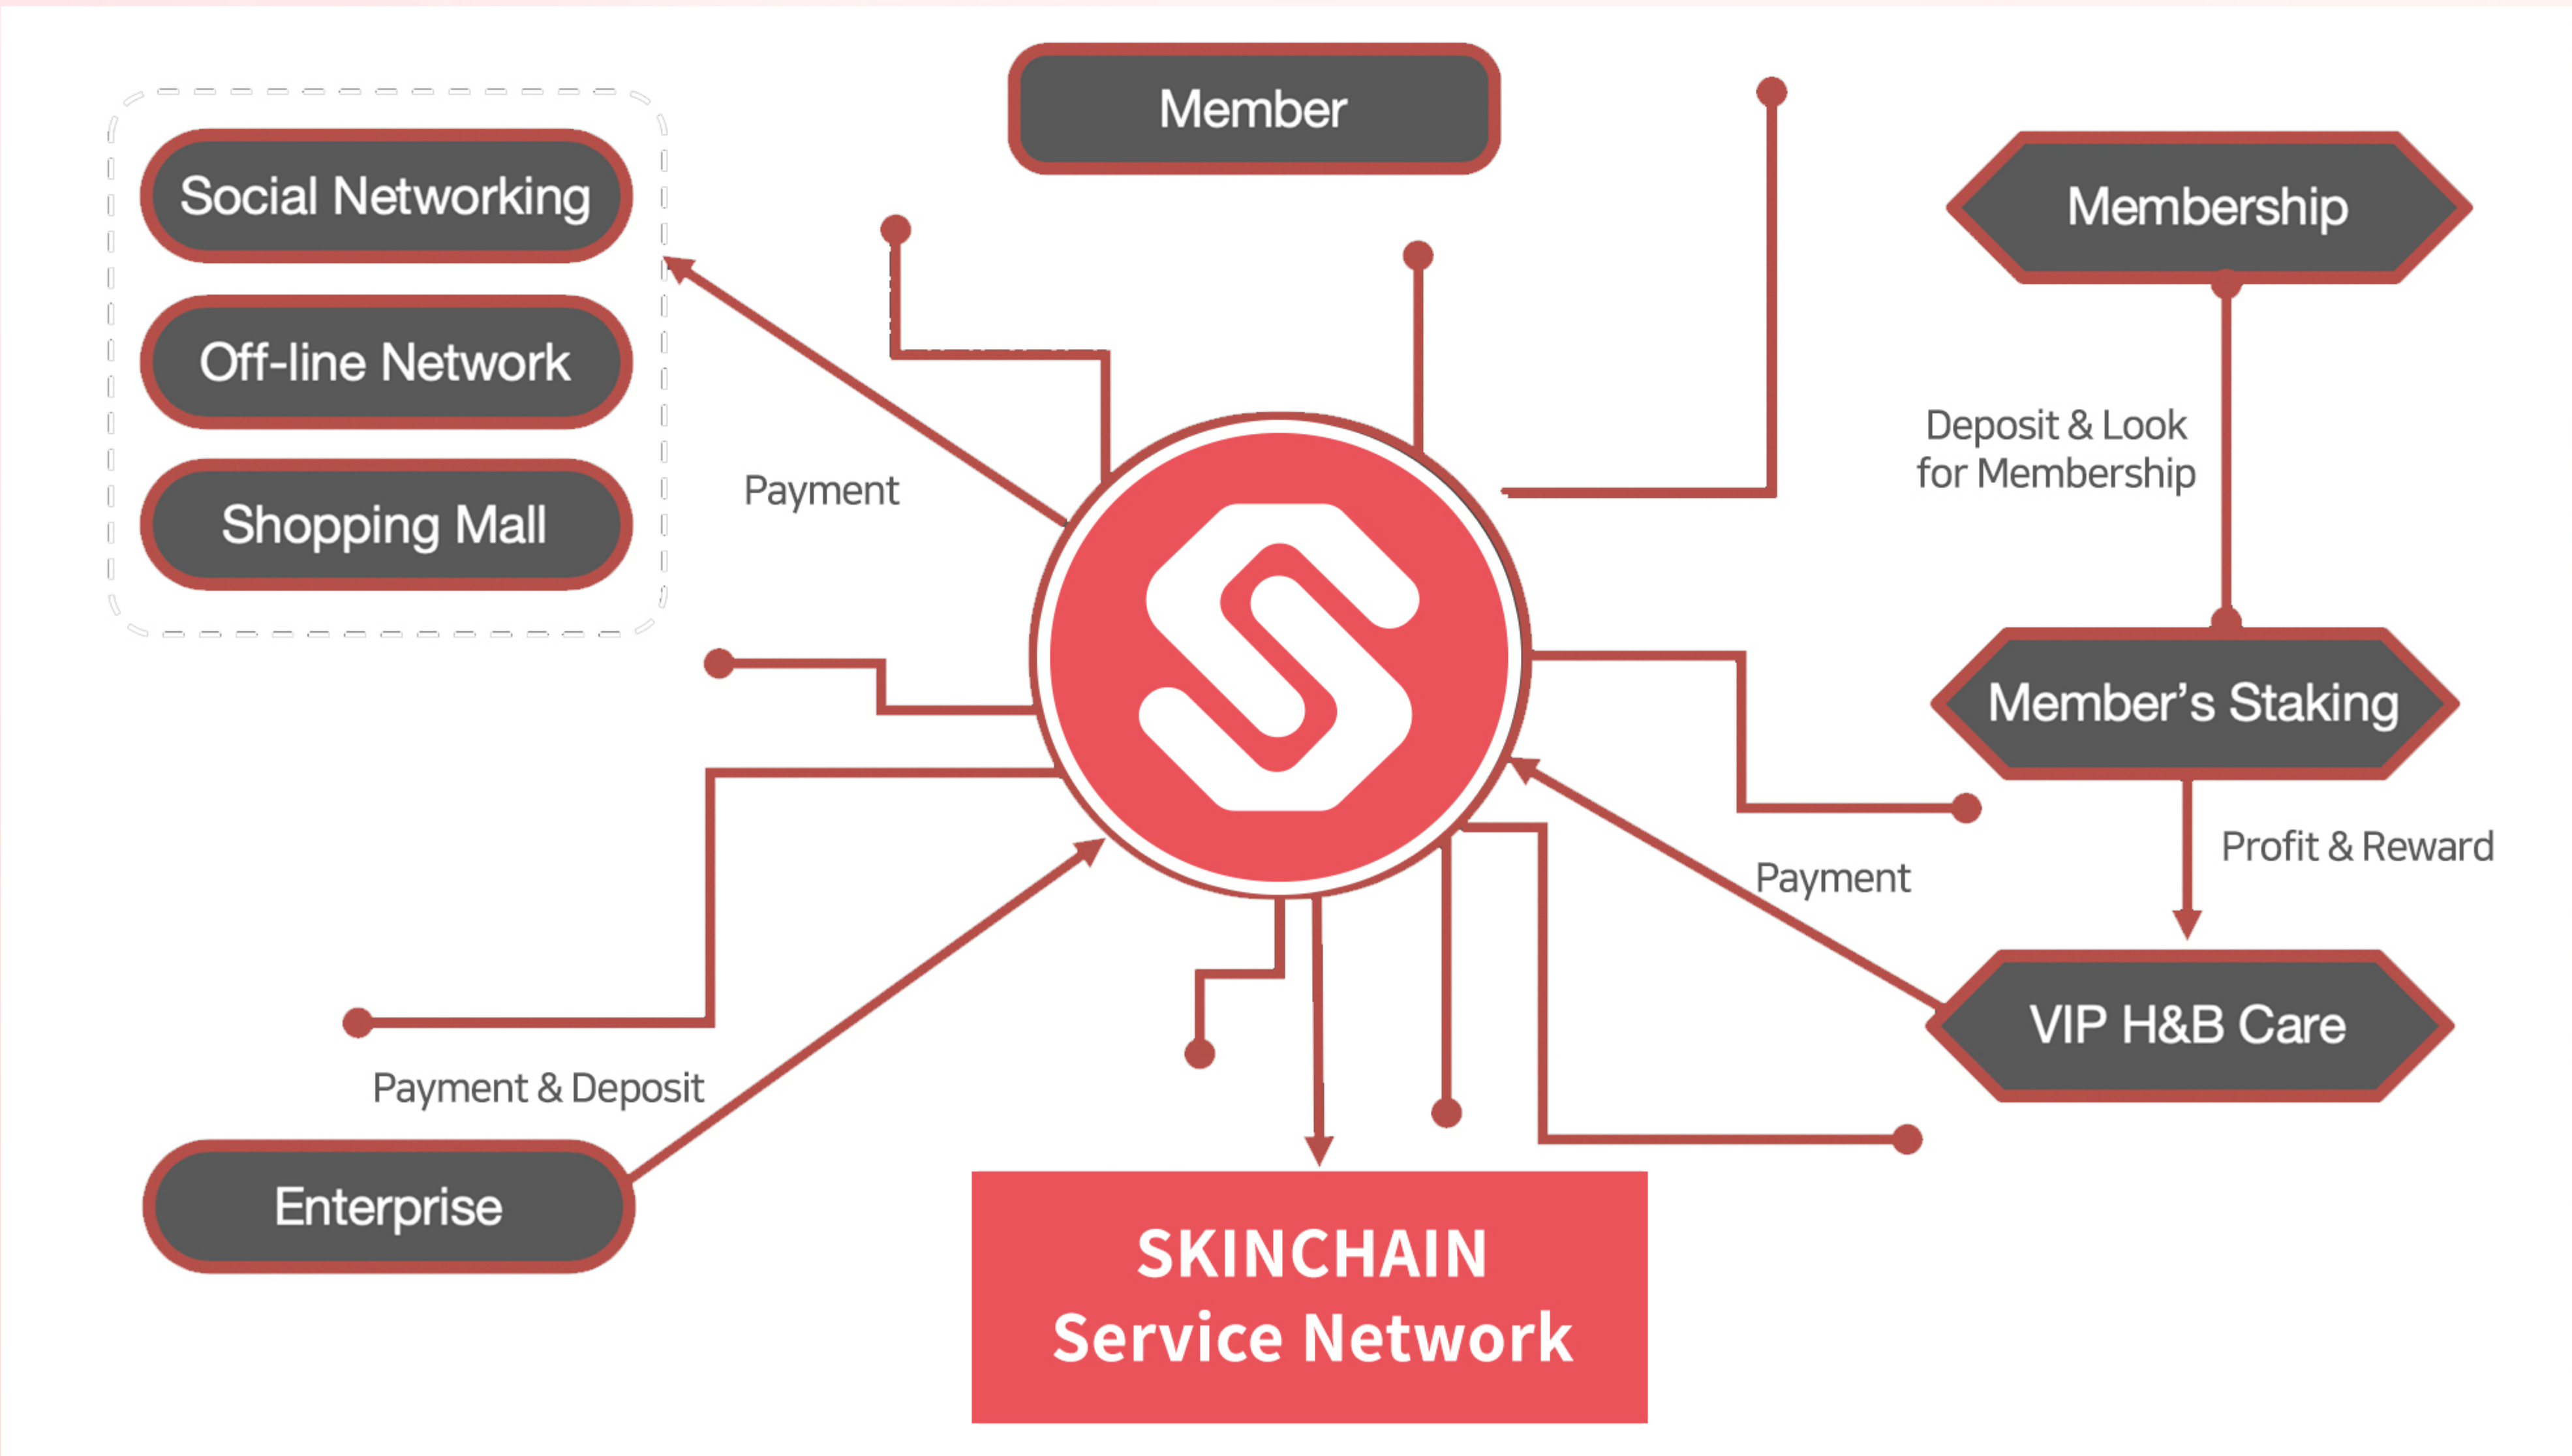 Member
Social Networking
Off-line Network
Shopping Mall
Membership
Payment
Deposit & Look
for Membership
Member's Staking
Profit & Reward
Payment
VIP H&B Care
Payment & Deposit
Enterprise
SKINCHAIN
Service Network